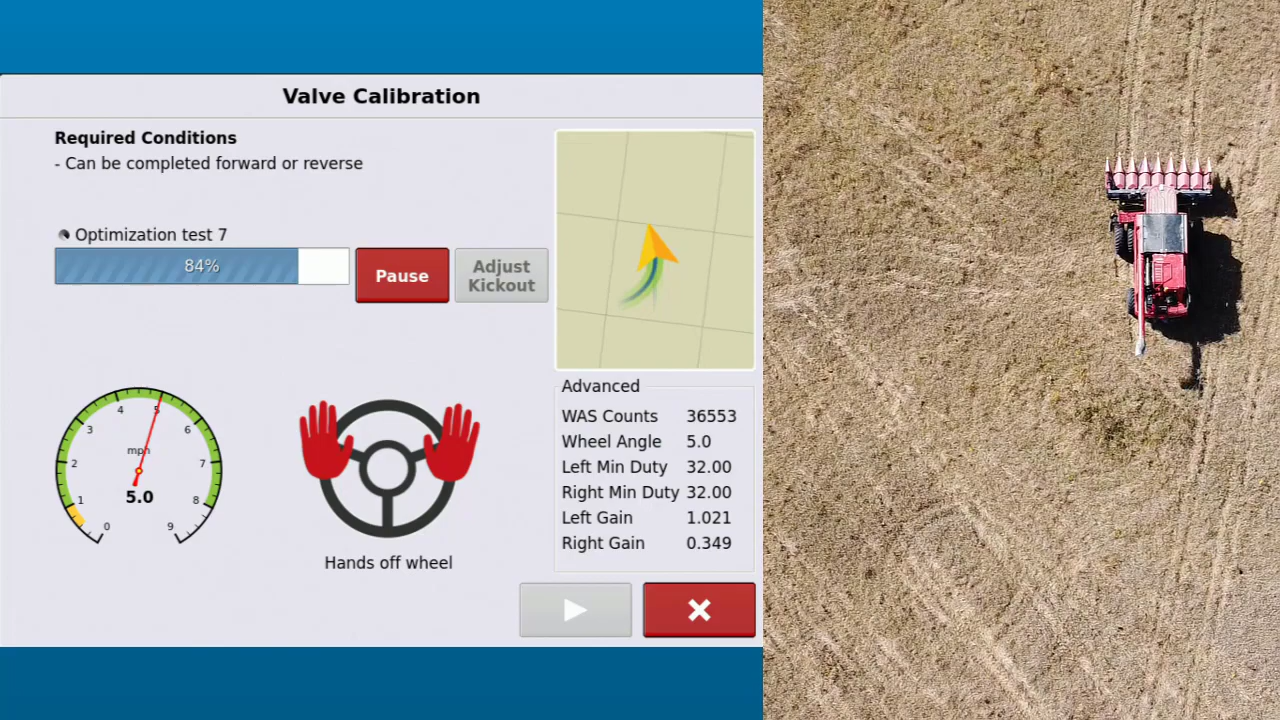 Valve Calibration
Required Conditions
- Can be completed forward or reverse
Optimization test 7
84%
Pause
Adjust
Kickout
Advanced
WAS Counts 36553
Wheel Angle 5.0
Left Min Duty 32.00
Right Min Duty 32.00
Left Gain 1.021
Right Gain 0.349
0
1
2
3
4
5
6
7
8
9
mph
5.0
Hands off wheel